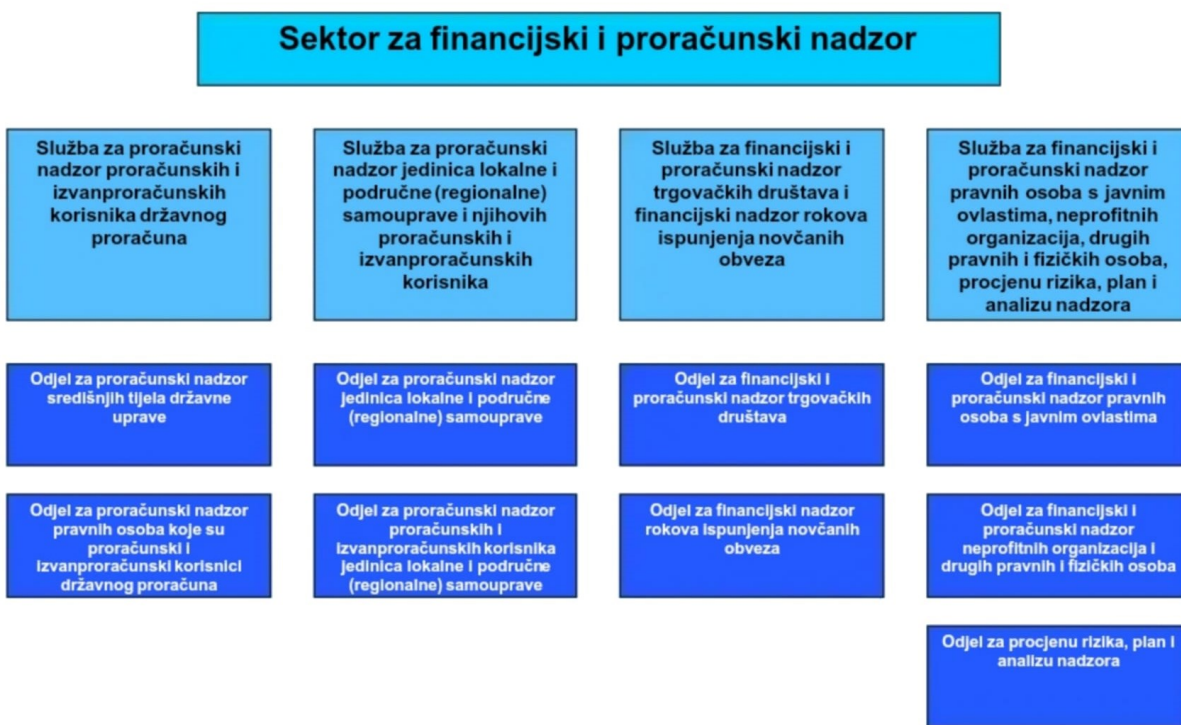 Sektor za financijski i proračunski nadzor
Služba za proračunski
nadzor proračunskih i
izvanproračunskih
korisnika državnog
proračuna
Služba za proračunski
nadzor jedinica lokalne i
područne (regionalne)
samouprave i njihovih
proračunskih i
izvanproračunskih
korisnika
Služba za financijski i
proračunski nadzor
trgovačkih društava i
financijski nadzor rokova
ispunjenja novčanih
obveza
Služba za financijski i
proračunski nadzor
pravnih osoba s javnim
ovlastima, neprofitnih
organizacija, drugih
pravnih i fizičkih osoba,
procjenu rizika, plan i
analizu nadzora
Odjel za proračunski nadzor
središnjih tijela državne
uprave
Odjel za proračunski nadzor
jedinica lokalne i područne
(regionalne) samouprave
Odjel za financijski i
proračunski nadzor trgovačkih
društava
Odjel za financijski i
proračunski nadzor pravnih
osoba s javnim ovlastima
Odjel za proračunski nadzor
pravnih osoba koje su
proračunski i
izvanproračunski korisnici
državnog proračuna
Odjel za proračunski nadzor
proračunskih i
izvanproračunskih korisnika
jedinica lokalne i područne
(regionalne) samouprave
Odjel za financijski nadzor
rokova ispunjenja novčanih
obveza
Odjel za financijski i
proračunski nadzor
neprofitnih organizacija i
drugih pravnih i fizičkih osoba
Odjel za procjenu rizika, plan i
analizu nadzora